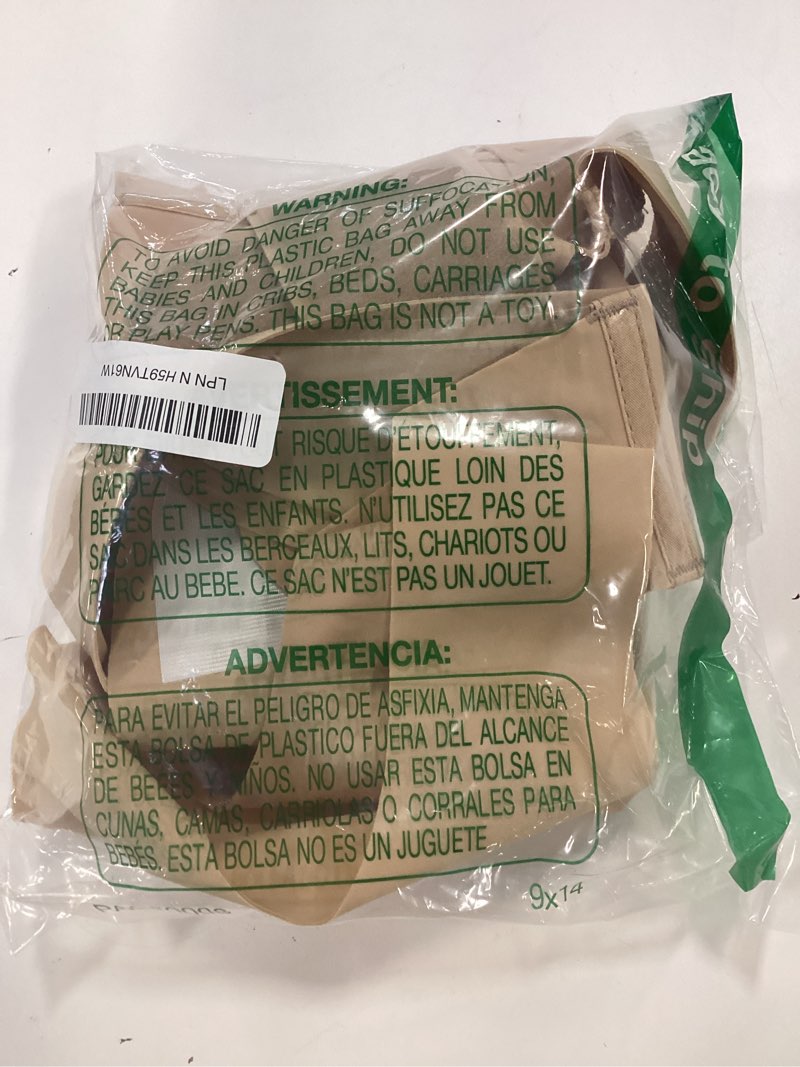 WARNING:
TO AVOID DANGER OF SUFFOCATION,
KEEP THIS PLASTIC BAG AWAY FROM
BABIES AND CHILDREN, DO NOT USE
THIS BAG IN CRIBS, BEDS, CARRIAGES
OR PLAY PENS. THIS BAG IS NOT A TOY.
LPN N H59TVN61W
RTISSEMENT:
RISQUE D'ÉTOUFFEMENT,
GARDEZ CE SAC EN PLASTIQUE LOIN DES
BÉBÉS ET LES ENFANTS. N'UTILISEZ PAS CE
SAC DANS LES BERCEAUX, LITS, CHARIOTS OU
PARC AU BEBE. CE SAC N'EST PAS UN JOUET.
ADVERTENCIA:
PARA EVITAR EL PELIGRO DE ASFIXIA, MANTENGA
ESTA BOLSA DE PLASTICO FUERA DEL ALCANCE
DE BEBES Y NIÑOS. NO USAR ESTA BOLSA EN
CUNAS, CAMAS, CARRIOLAS O CORRALES PARA
BEBÉS. ESTA BOLSA NO ES UN JUGUETE
9x14
to ship